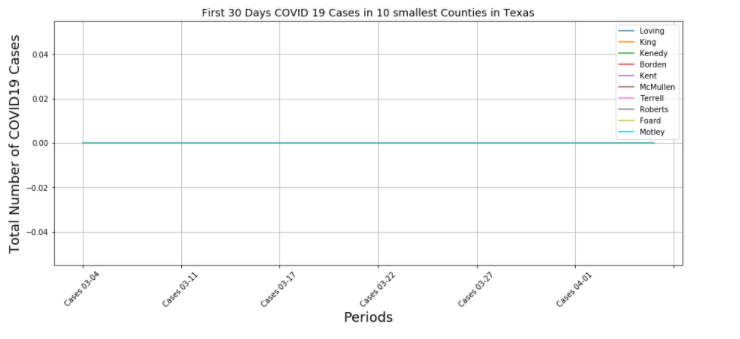 First 30 Days COVID 19 Cases in 10 smallest Counties in Texas
Total Number of COVID19 Cases
0.04
0.02
0.00
−0.02
−0.04
Loving
King
Kenedy
Borden
Kent
McMullen
Terrell
Roberts
Foard
Motley
Cases 03-04
Cases 03-11
Cases 03-17
Cases 03-22
Cases 03-27
Cases 04-01
Periods